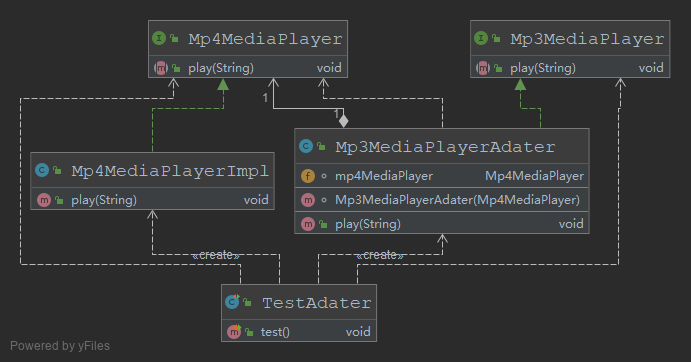 Mp4MediaPlayer
play(String) void
Mp3MediaPlayer
play(String) void
1
1
Mp4MediaPlayerImpl
play(String) void
Mp3MediaPlayerAdater
mp4MediaPlayer Mp4MediaPlayer
Mp3MediaPlayerAdater(Mp4MediaPlayer)
play(String) void
«create»
«create»
TestAdater
test() void
Powered by yFiles